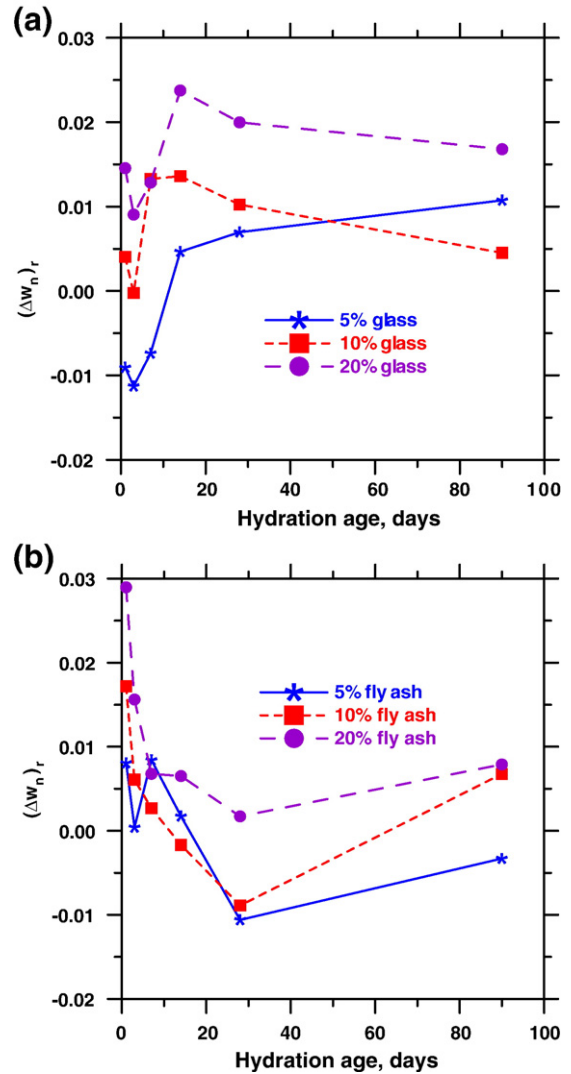 (a)
0.03
0.02
0.01
0.00
-0.01
-0.02
(Δwn)r
5% glass
10% glass
20% glass
0 20 40 60 80 100
Hydration age, days
(b)
0.03
0.02
0.01
0.00
-0.01
-0.02
(Δwn)r
5% fly ash
10% fly ash
20% fly ash
0 20 40 60 80 100
Hydration age, days